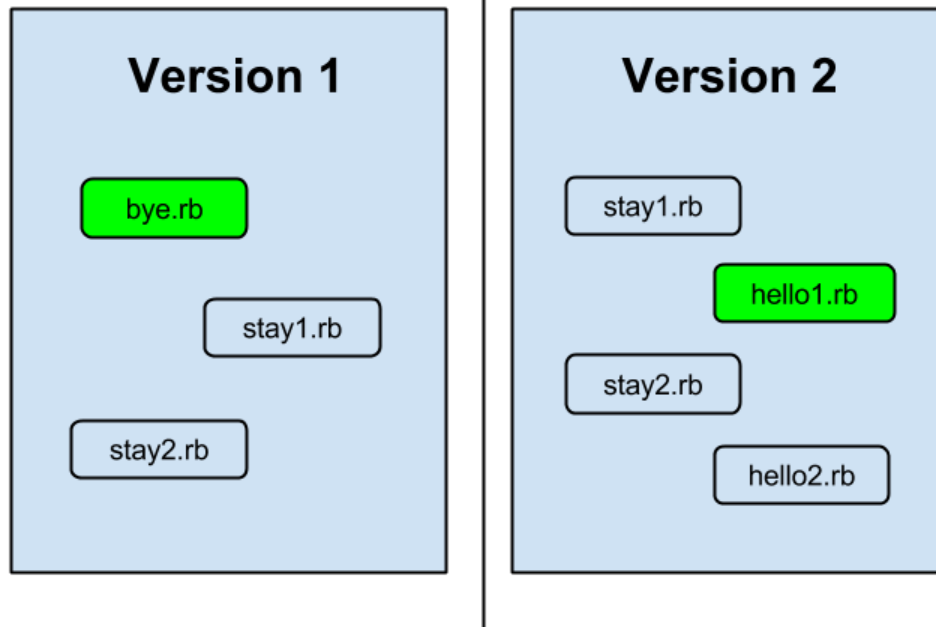 Version 1
bye.rb
stay1.rb
stay2.rb
Version 2
stay1.rb
hello1.rb
stay2.rb
hello2.rb